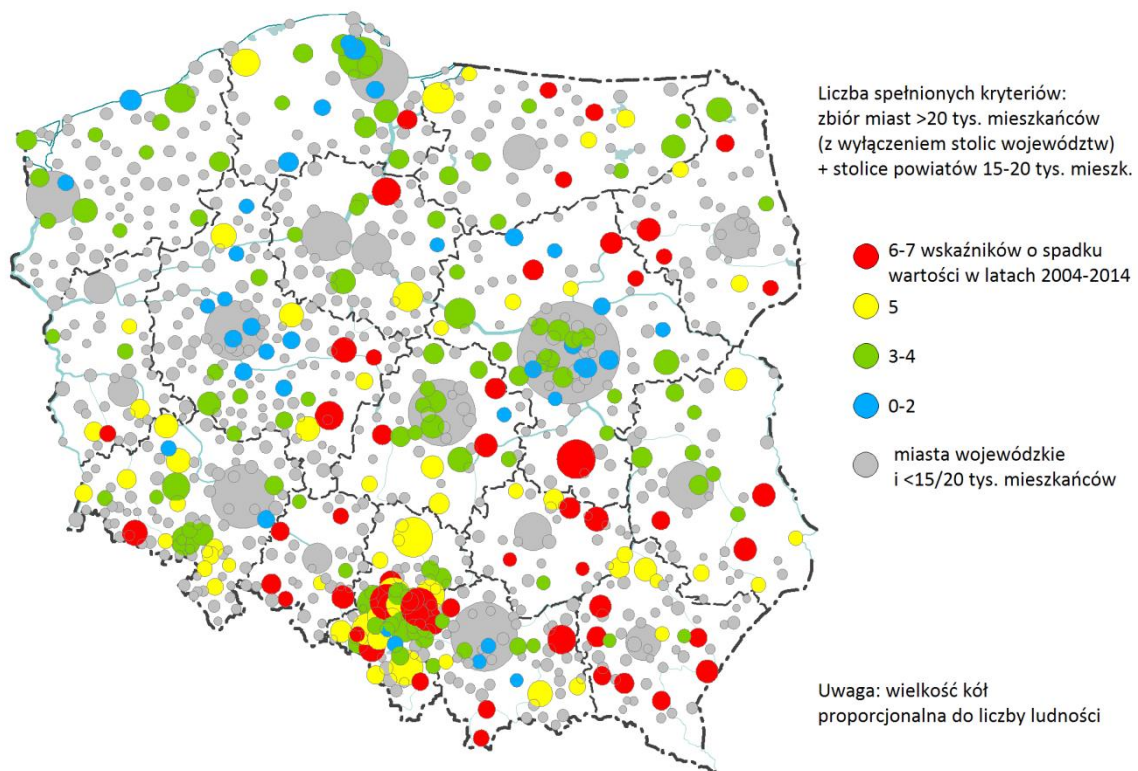 Liczba spełnionych kryteriów:
zbiór miast >20 tys. mieszkańców
(z wyłączeniem stolic województw)
+ stolice powiatów 15-20 tys. mieszk.
6-7 wskaźników o spadku
wartości w latach 2004-2014
5
3-4
0-2
miasta wojewódzkie
i <15/20 tys. mieszkańców
Uwaga: wielkość kół
proporcjonalna do liczby ludności